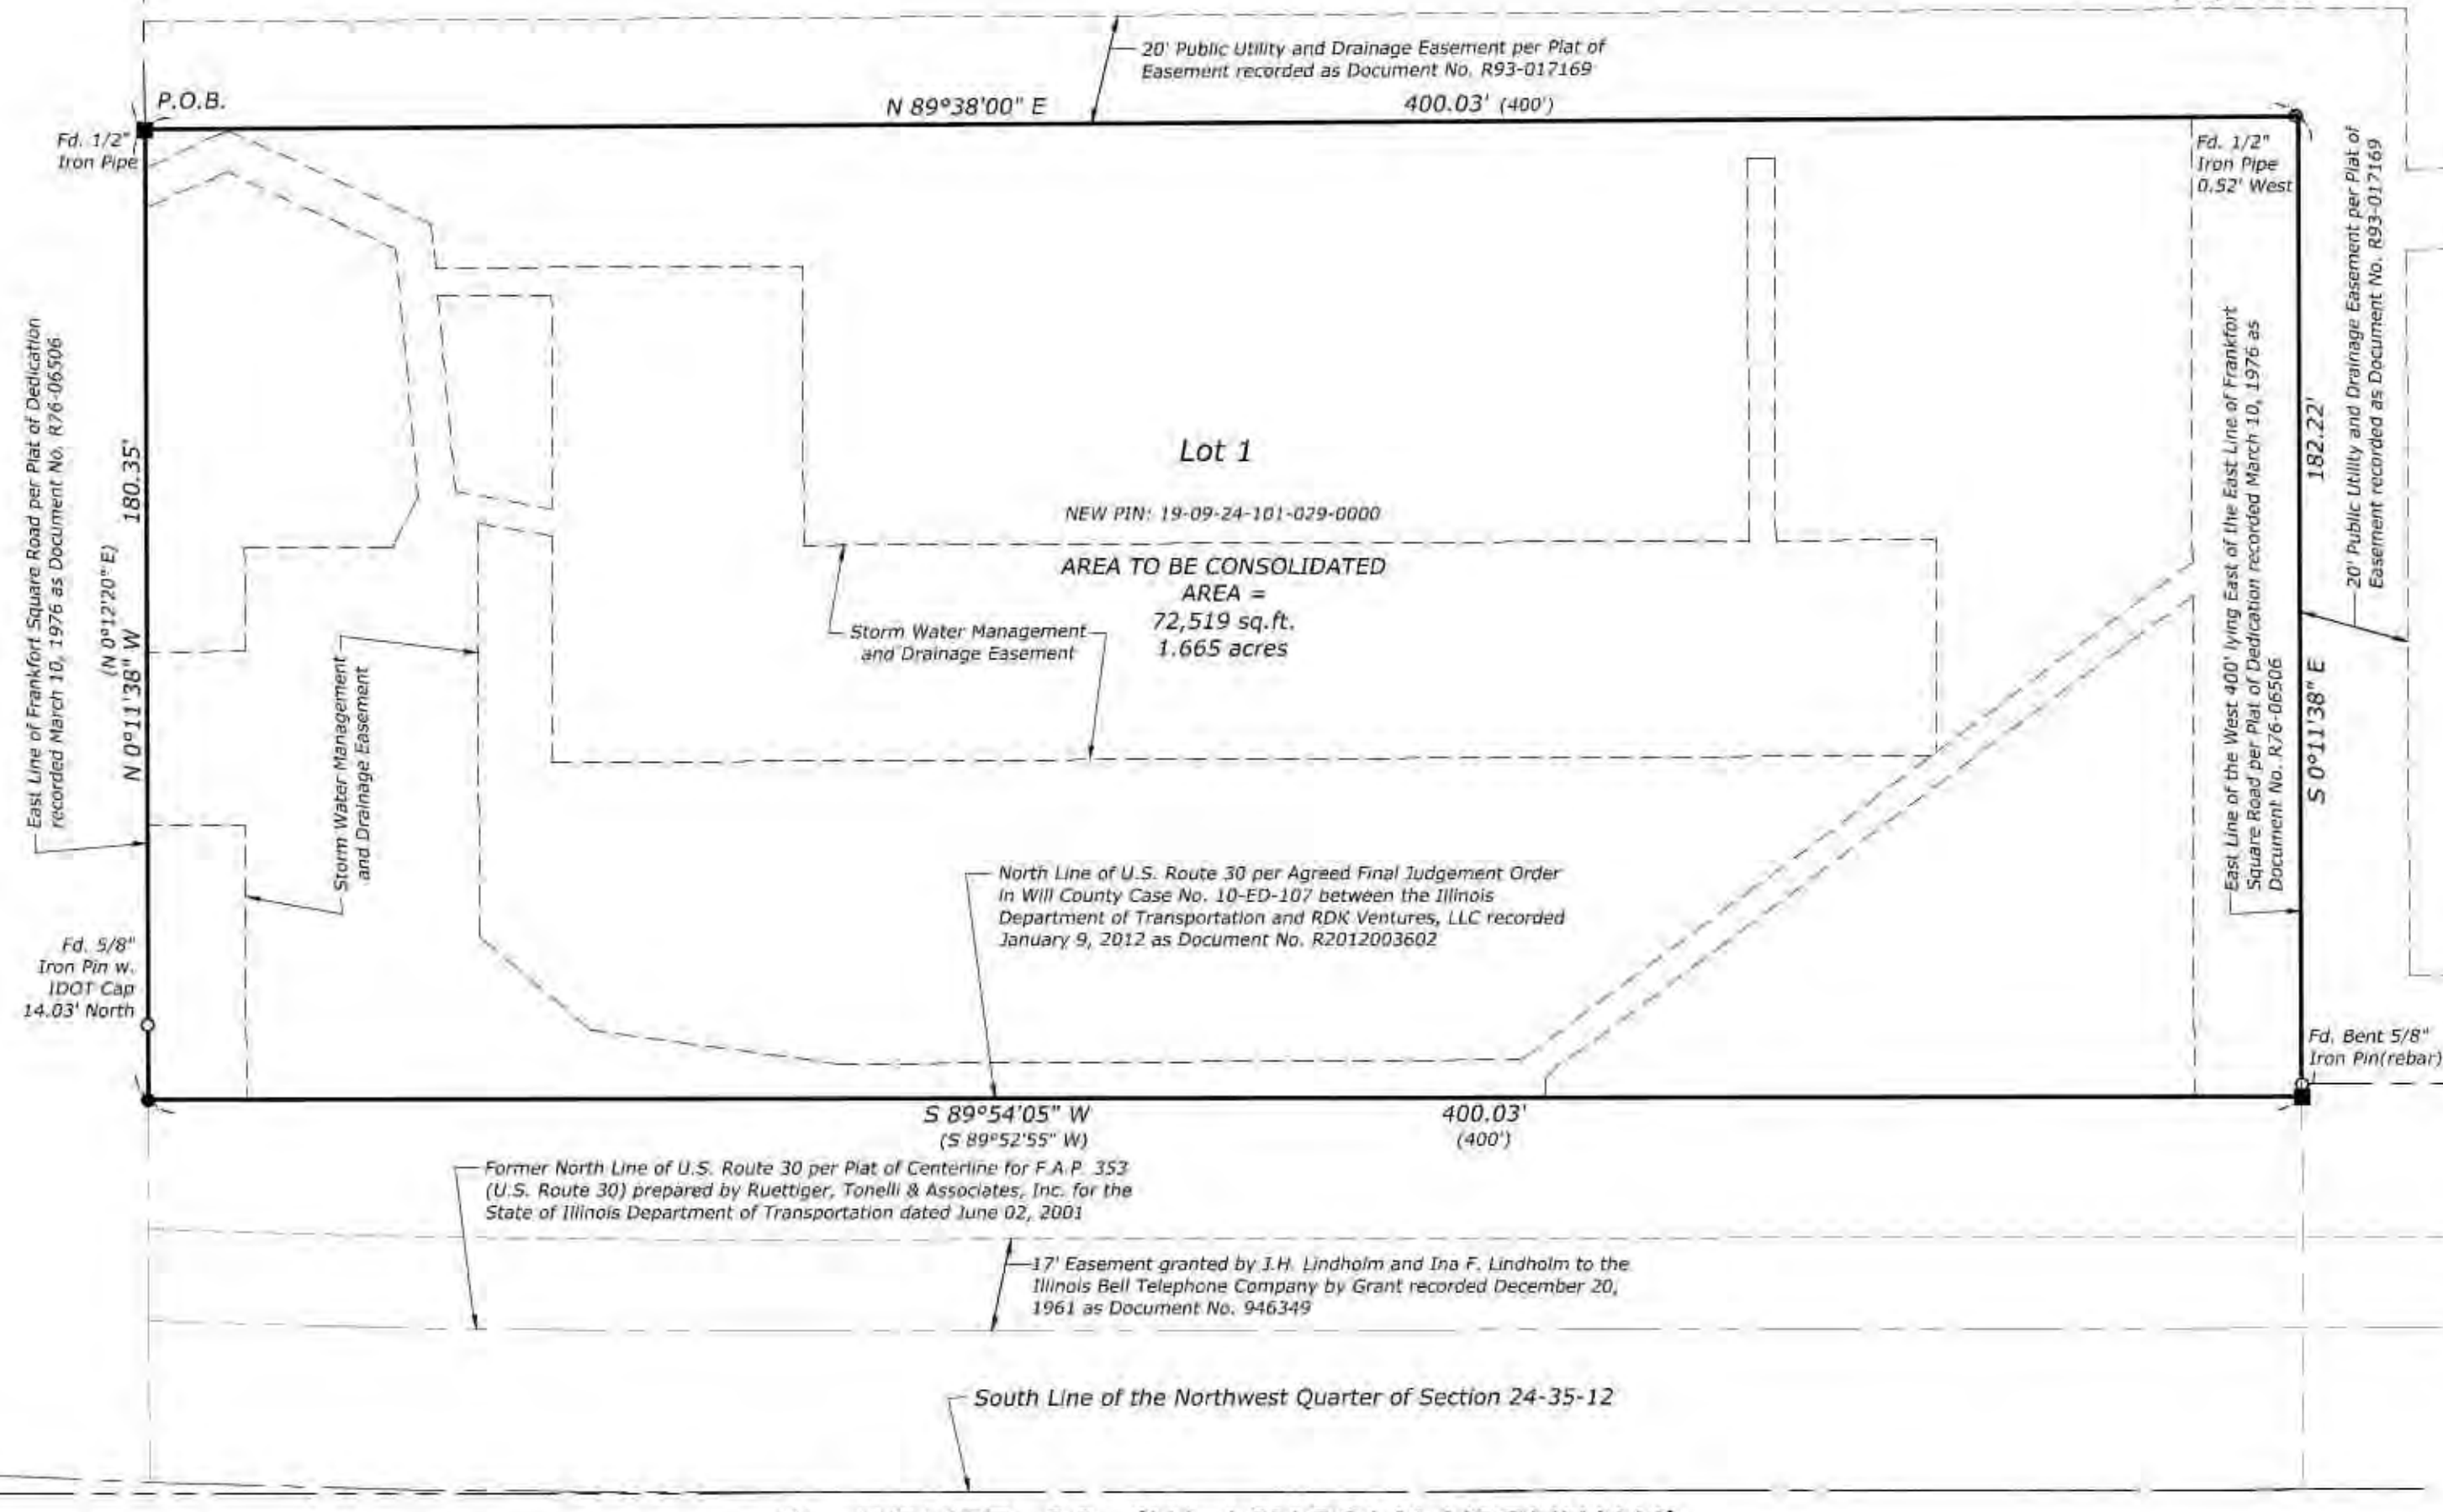 20' Public Utility and Drainage Easement per Plat of
Easement recorded as Document No. R93-017169
P.O.B.
N 89°38'00" E
400.03' (400')
Fd. 1/2"
Iron Pipe
Fd. 1/2"
Iron Pipe
0.52' West
20' Public Utility and Drainage Easement per Plat of
Easement recorded as Document No. R93-017169
East Line of Frankfort Square Road per Plat of Dedication
recorded March 10, 1976 as Document No. R76-06506
180.35'
(N 0°12'20" E)
N 0°11'38" W
Lot 1
NEW PIN: 19-09-24-101-029-0000
AREA TO BE CONSOLIDATED
AREA =
72,519 sq.ft.
1.665 acres
Storm Water Management
and Drainage Easement
Storm Water Management
and Drainage Easement
East Line of the West 400' lying East of the East Line of Frankfort
Square Road per Plat of Dedication recorded March 10, 1976 as
Document No. R76-06506
182.22'
S 0°11'38" E
North Line of U.S. Route 30 per Agreed Final Judgement Order
in Will County Case No. 10-ED-107 between the Illinois
Department of Transportation and RDK Ventures, LLC recorded
January 9, 2012 as Document No. R2012003602
Fd. 5/8"
Iron Pin w.
IDOT Cap
14.03' North
Fd. Bent 5/8"
Iron Pin(rebar)
S 89°54'05" W
(S 89°52'55" W)
400.03'
(400')
Former North Line of U.S. Route 30 per Plat of Centerline for F.A.P. 353
(U.S. Route 30) prepared by Ruettiger, Tonelli & Associates, Inc. for the
State of Illinois Department of Transportation dated June 02, 2001
17' Easement granted by J.H. Lindholm and Ina F. Lindholm to the
Illinois Bell Telephone Company by Grant recorded December 20,
1961 as Document No. 946349
South Line of the Northwest Quarter of Section 24-35-12